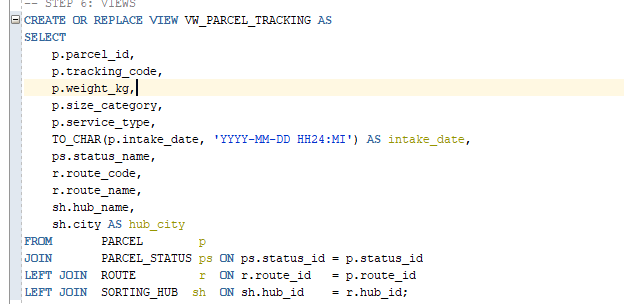 -- STEP 6: VIEWS
CREATE OR REPLACE VIEW VW_PARCEL_TRACKING AS
SELECT
    p.parcel_id,
    p.tracking_code,
    p.weight_kg,
    p.size_category,
    p.service_type,
    TO_CHAR(p.intake_date, 'YYYY-MM-DD HH24:MI') AS intake_date,
    ps.status_name,
    r.route_code,
    r.route_name,
    sh.hub_name,
    sh.city AS hub_city
FROM       PARCEL        p
JOIN       PARCEL_STATUS ps ON ps.status_id = p.status_id
LEFT JOIN  ROUTE         r  ON r.route_id   = p.route_id
LEFT JOIN  SORTING_HUB  sh  ON sh.hub_id    = r.hub_id;